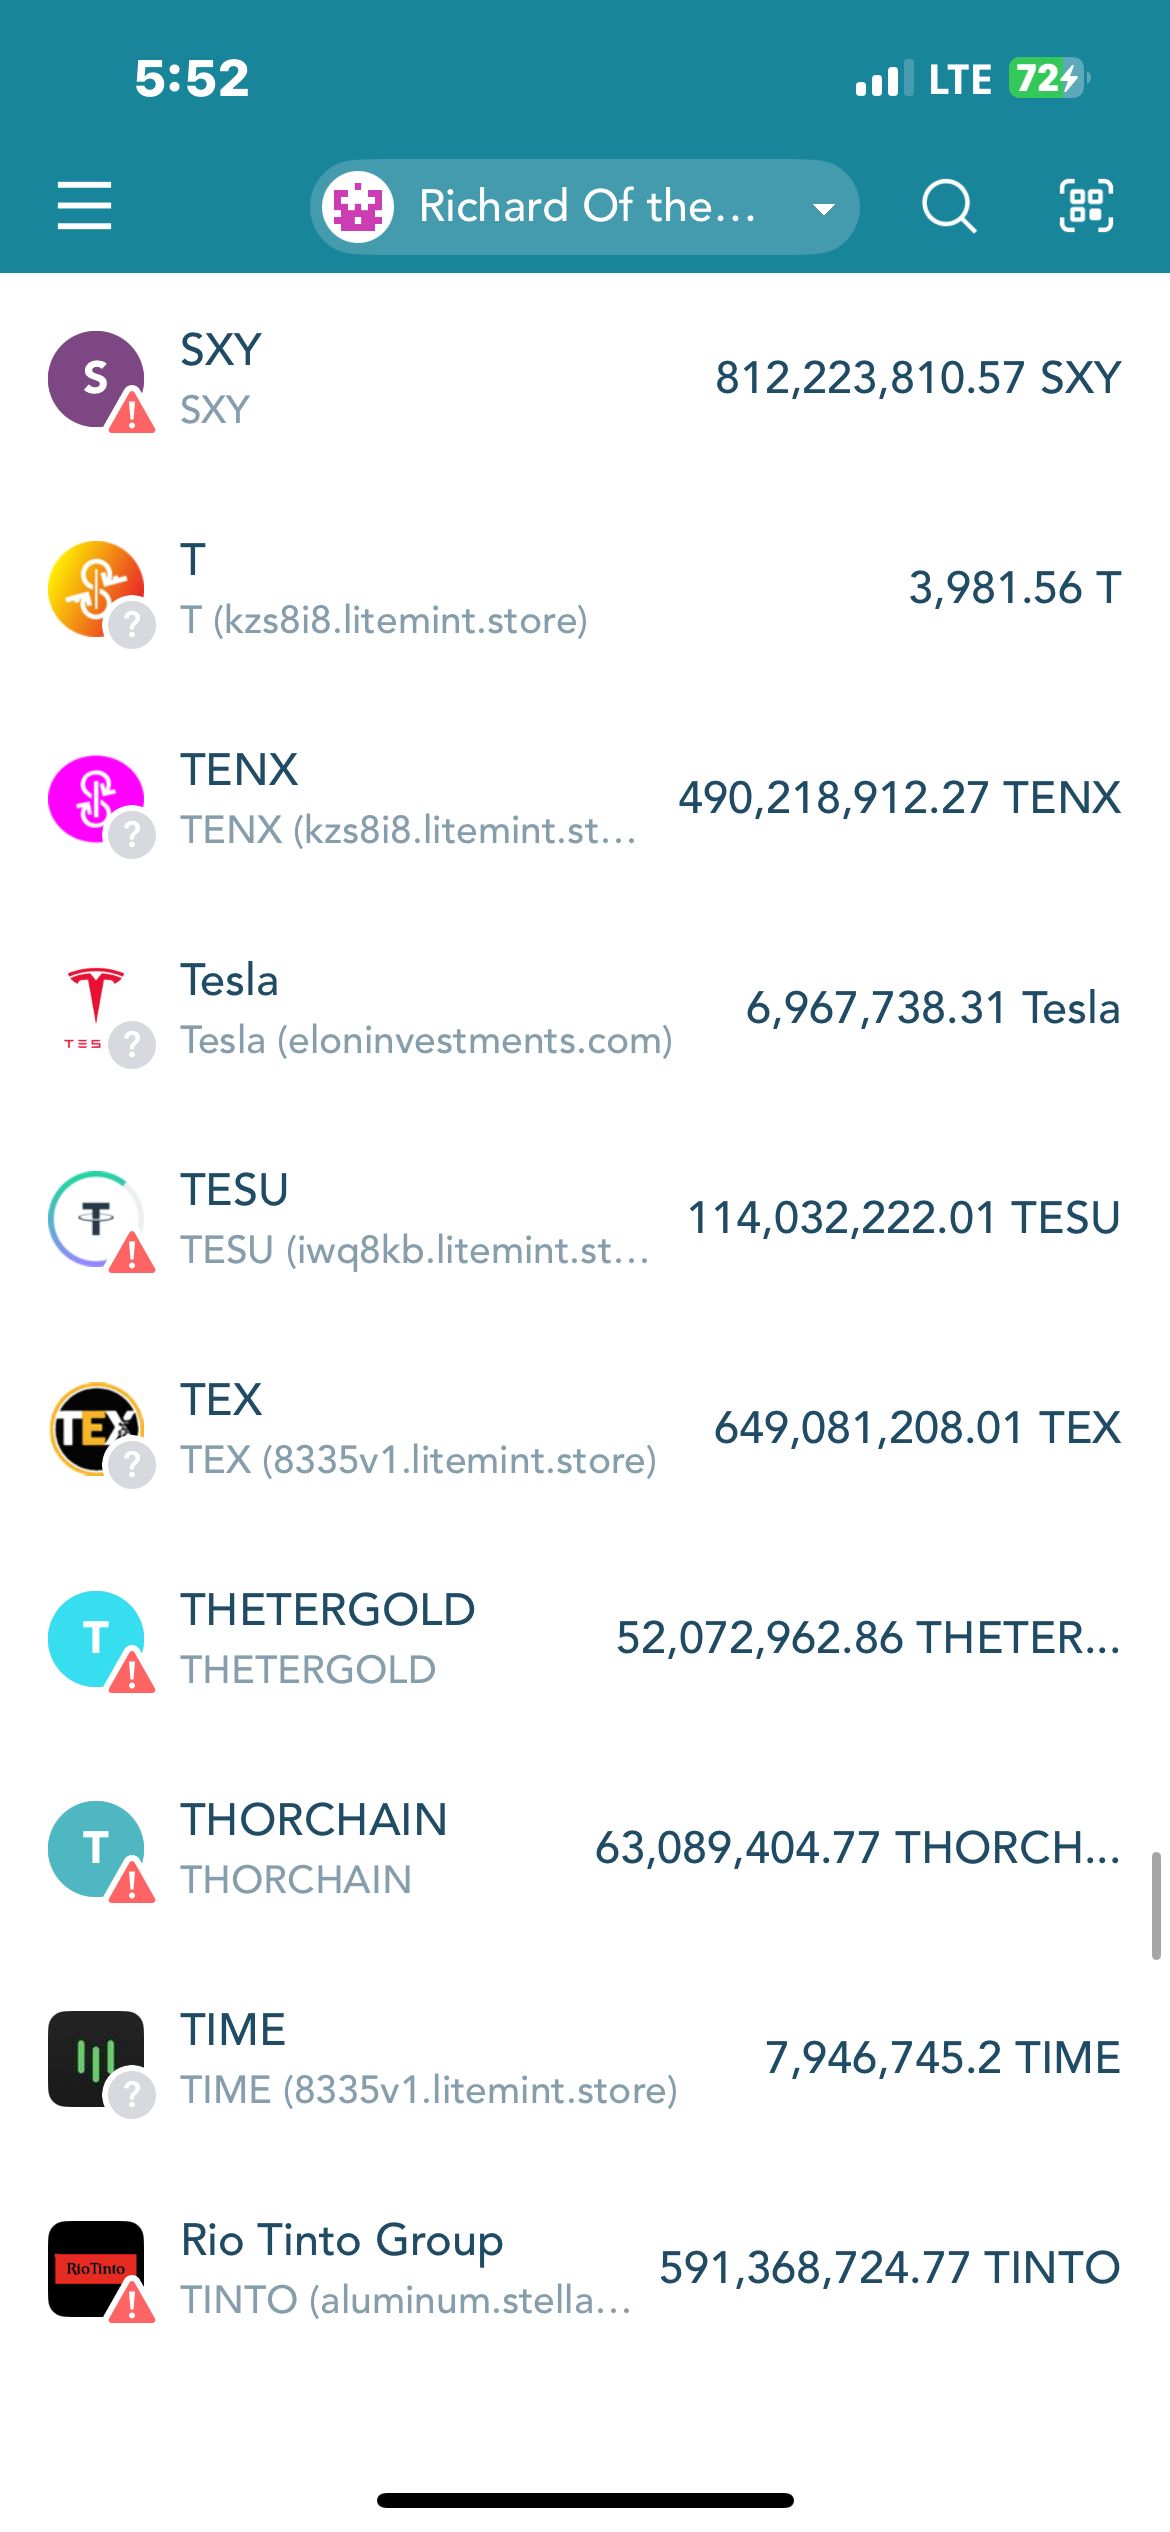 5:52
LTE 72
Richard Of the...
SXY
812,223,810.57 SXY
SXY
T
3,981.56 T
T (kzs8i8.litemint.store)
TENX
490,218,912.27 TENX
TENX (kzs8i8.litemint.st...
Tesla
6,967,738.31 Tesla
Tesla (eloninvestments.com)
TESU
114,032,222.01 TESU
TESU (iwq8kb.litemint.st...
TEX
649,081,208.01 TEX
TEX (8335v1.litemint.store)
THETERGOLD
52,072,962.86 THETER...
THETERGOLD
THORCHAIN
63,089,404.77 THORCH...
THORCHAIN
TIME
7,946,745.2 TIME
TIME (8335v1.litemint.store)
Rio Tinto Group
591,368,724.77 TINTO
TINTO (aluminum.stella...
S
TES
T
TEX
T
T
RioTinto